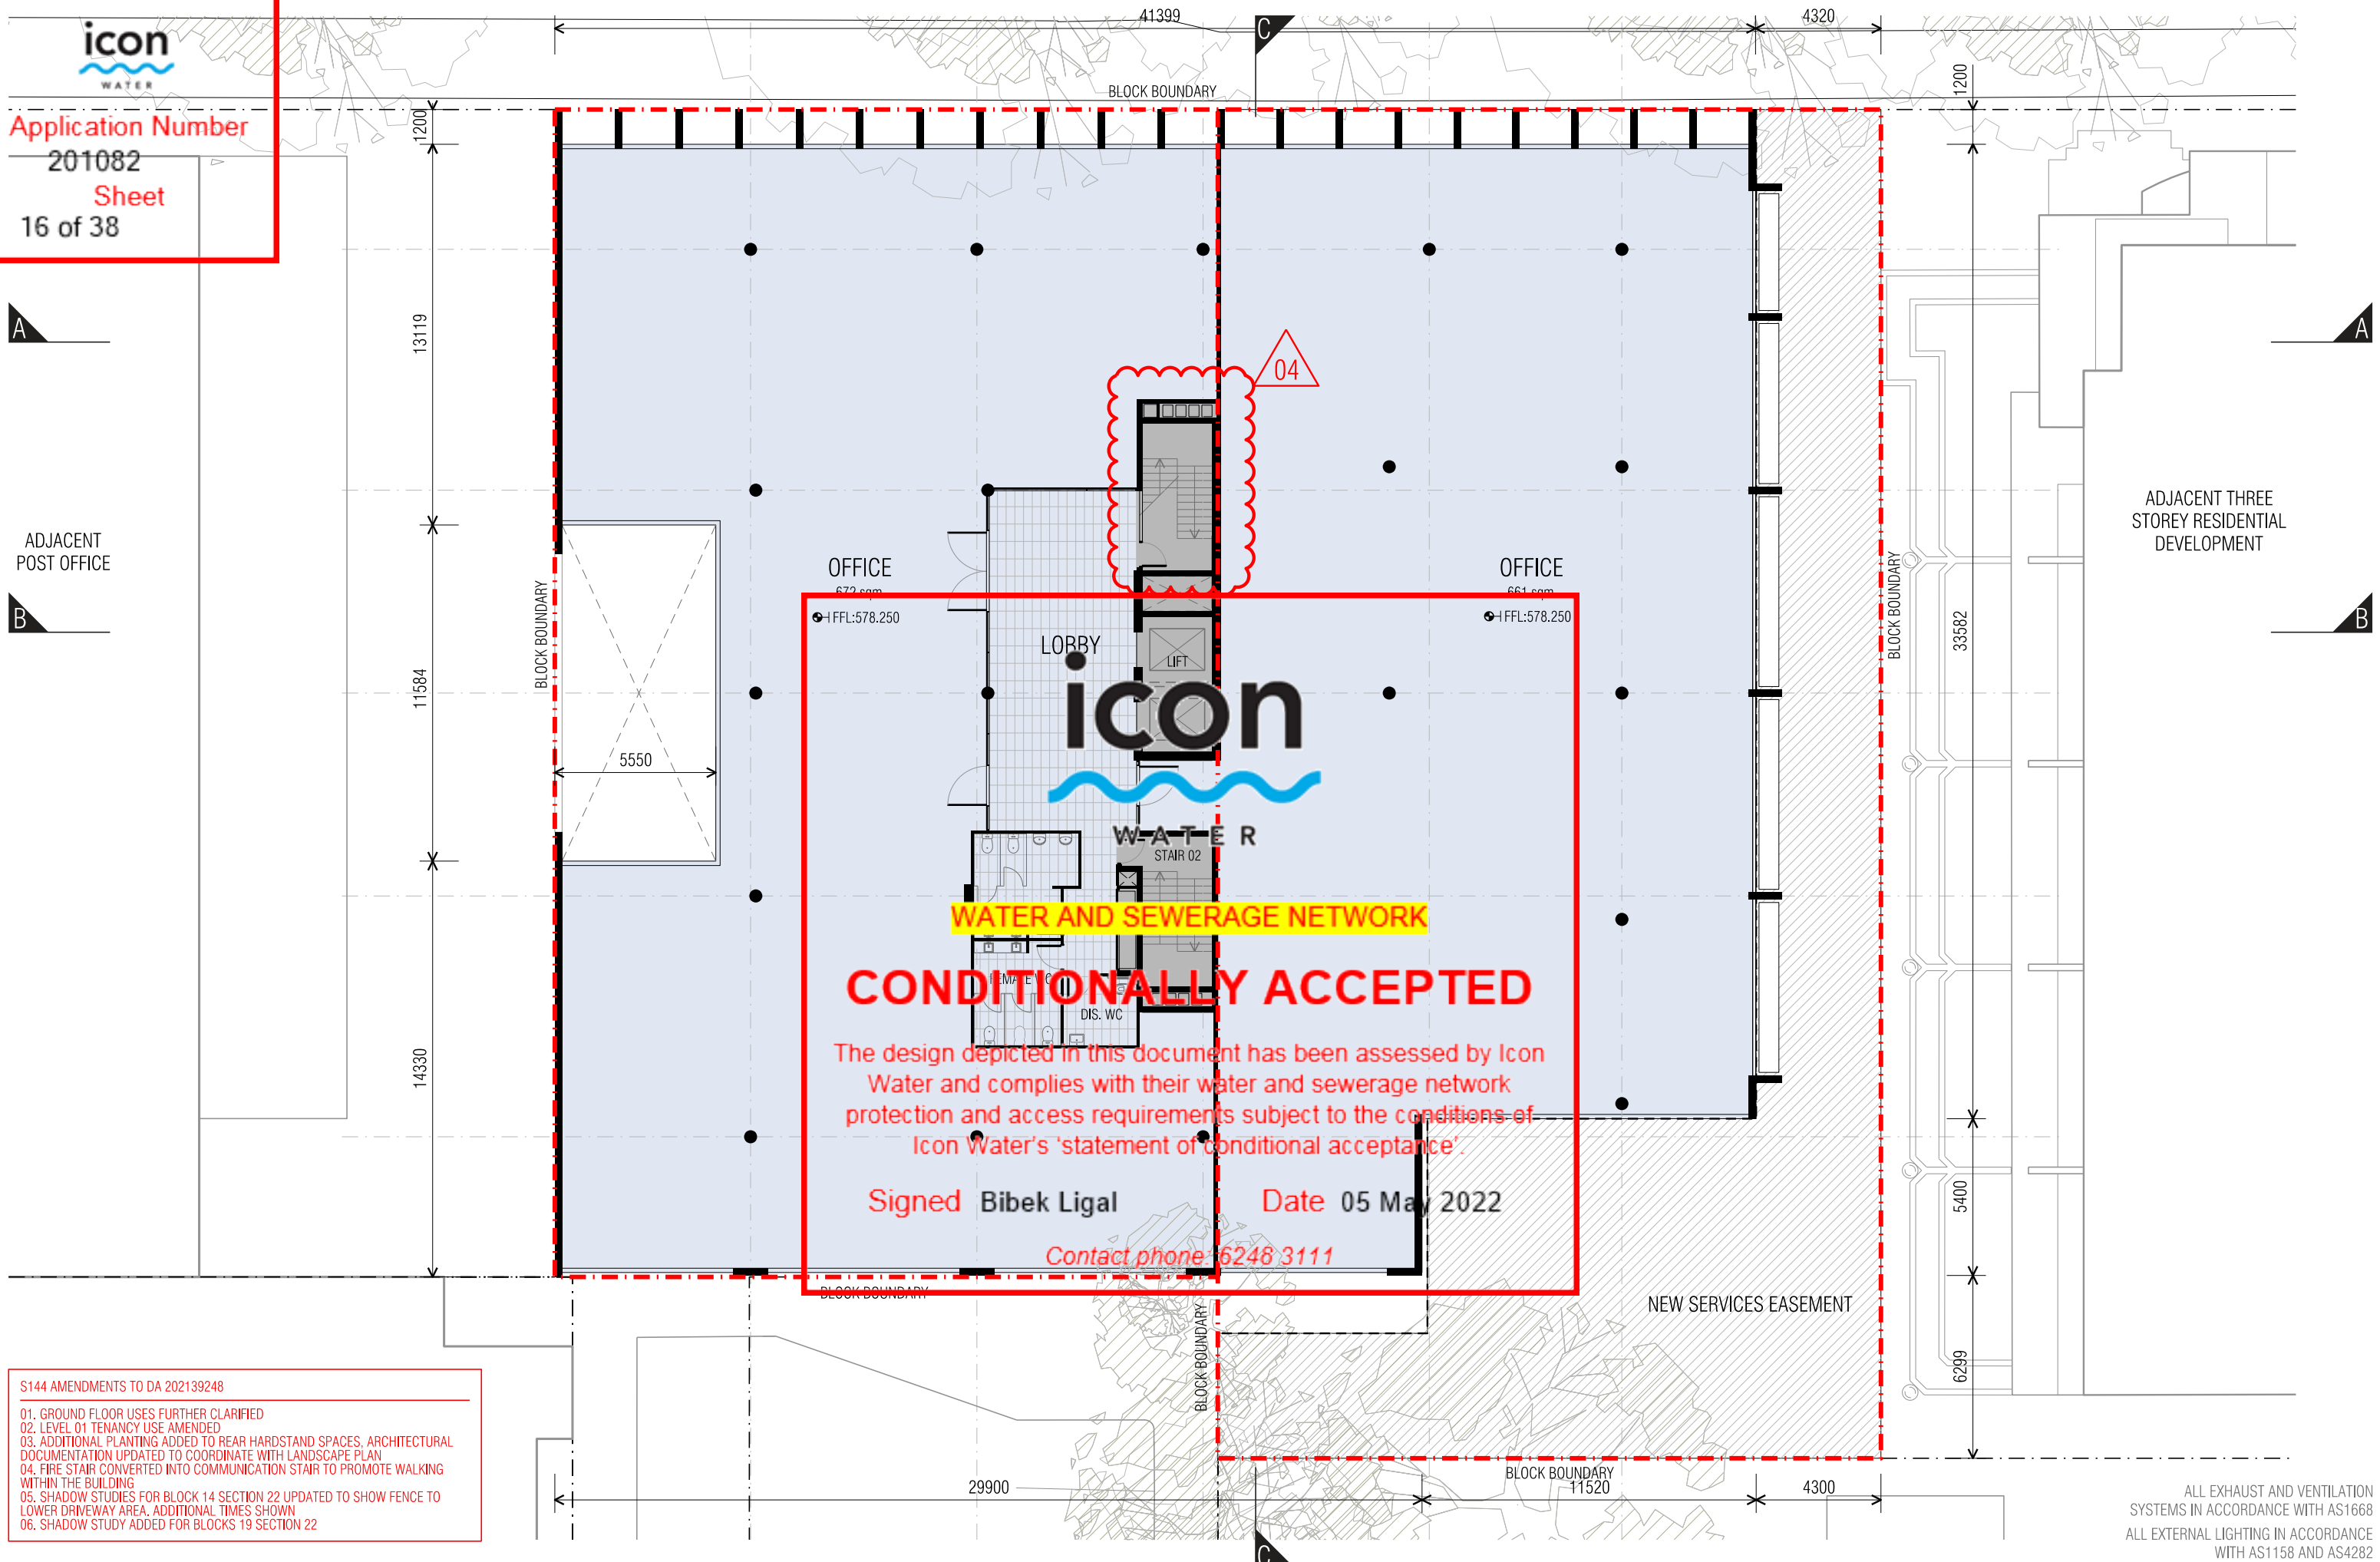 icon
WATER
Application Number
201082
Sheet
16 of 38
41399
C
4320
1200
BLOCK BOUNDARY
1200
A
13119
A
04
ADJACENT
POST OFFICE
ADJACENT THREE
STOREY RESIDENTIAL
DEVELOPMENT
B
BLOCK BOUNDARY
OFFICE
672 sqm
FFL:578.250
OFFICE
661 sqm
FFL:578.250
BLOCK BOUNDARY
33582
B
LOBBY
LIFT
11584
5550
icon
WATER
STAIR 02
WATER AND SEWERAGE NETWORK
CONDITIONALLY ACCEPTED
FEMALE WC
DIS. WC
The design depicted in this document has been assessed by Icon
Water and complies with their water and sewerage network
protection and access requirements subject to the conditions of
Icon Water's 'statement of conditional acceptance'.
Signed Bibek Ligal
Date 05 May 2022
Contact phone: 6248 3111
14330
5400
BLOCK BOUNDARY
BLOCK BOUNDARY
NEW SERVICES EASEMENT
6299
S144 AMENDMENTS TO DA 202139248
01. GROUND FLOOR USES FURTHER CLARIFIED
02. LEVEL 01 TENANCY USE AMENDED
03. ADDITIONAL PLANTING ADDED TO REAR HARDSTAND SPACES, ARCHITECTURAL
DOCUMENTATION UPDATED TO COORDINATE WITH LANDSCAPE PLAN
04. FIRE STAIR CONVERTED INTO COMMUNICATION STAIR TO PROMOTE WALKING
WITHIN THE BUILDING
05. SHADOW STUDIES FOR BLOCK 14 SECTION 22 UPDATED TO SHOW FENCE TO
LOWER DRIVEWAY AREA. ADDITIONAL TIMES SHOWN
06. SHADOW STUDY ADDED FOR BLOCKS 19 SECTION 22
BLOCK BOUNDARY
29900
11520
4300
C
ALL EXHAUST AND VENTILATION
SYSTEMS IN ACCORDANCE WITH AS1668
ALL EXTERNAL LIGHTING IN ACCORDANCE
WITH AS1158 AND AS4282